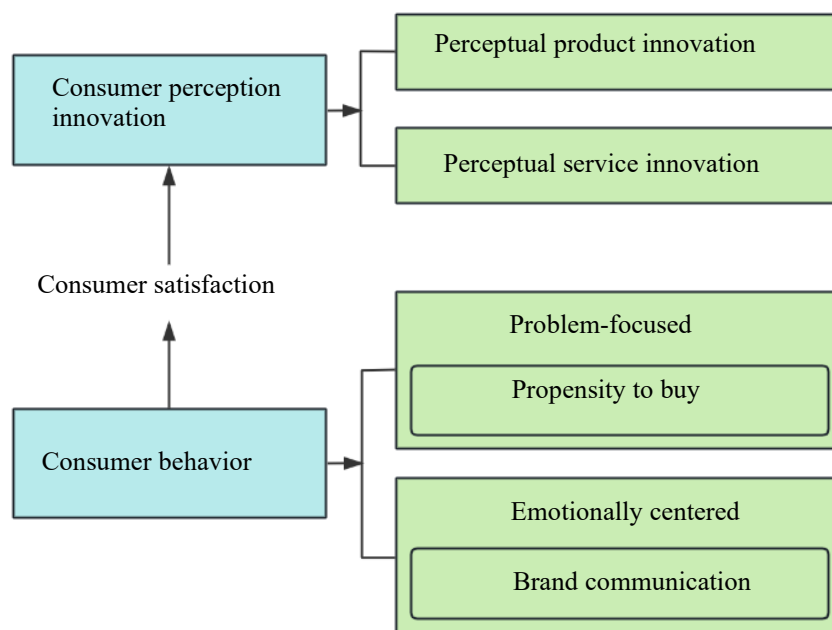 Perceptual product innovation
Consumer perception
innovation
Perceptual service innovation
Consumer satisfaction
Problem-focused
Propensity to buy
Consumer behavior
Emotionally centered
Brand communication